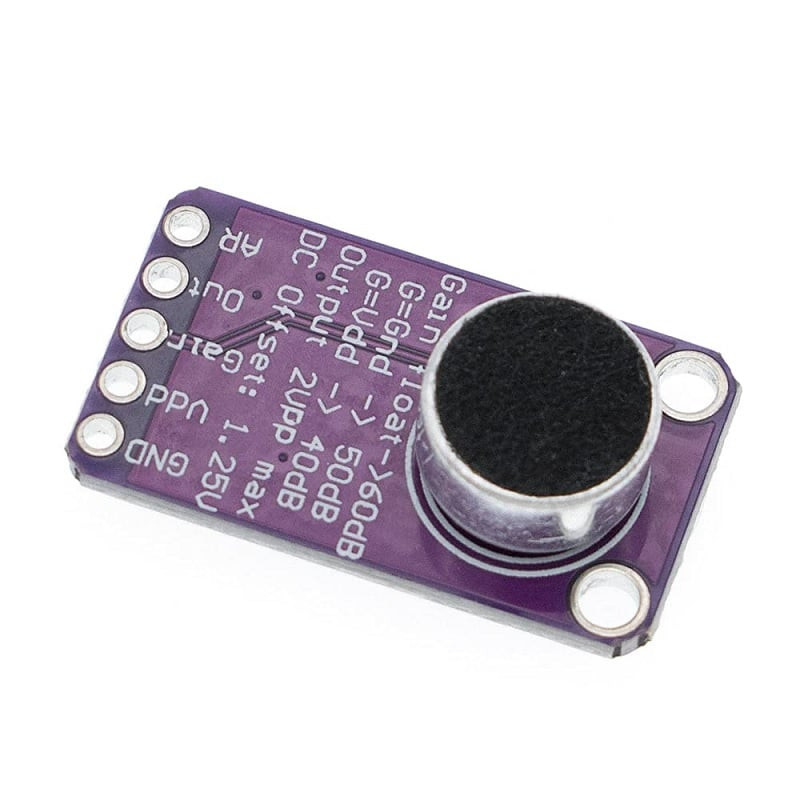 AR
Out
Gain
Vdd
GND
Gain float->60dB
G=Gnd -> 50dB
G=Vdd -> 40dB
Output 2Vpp max
DC Offset: 1.25V